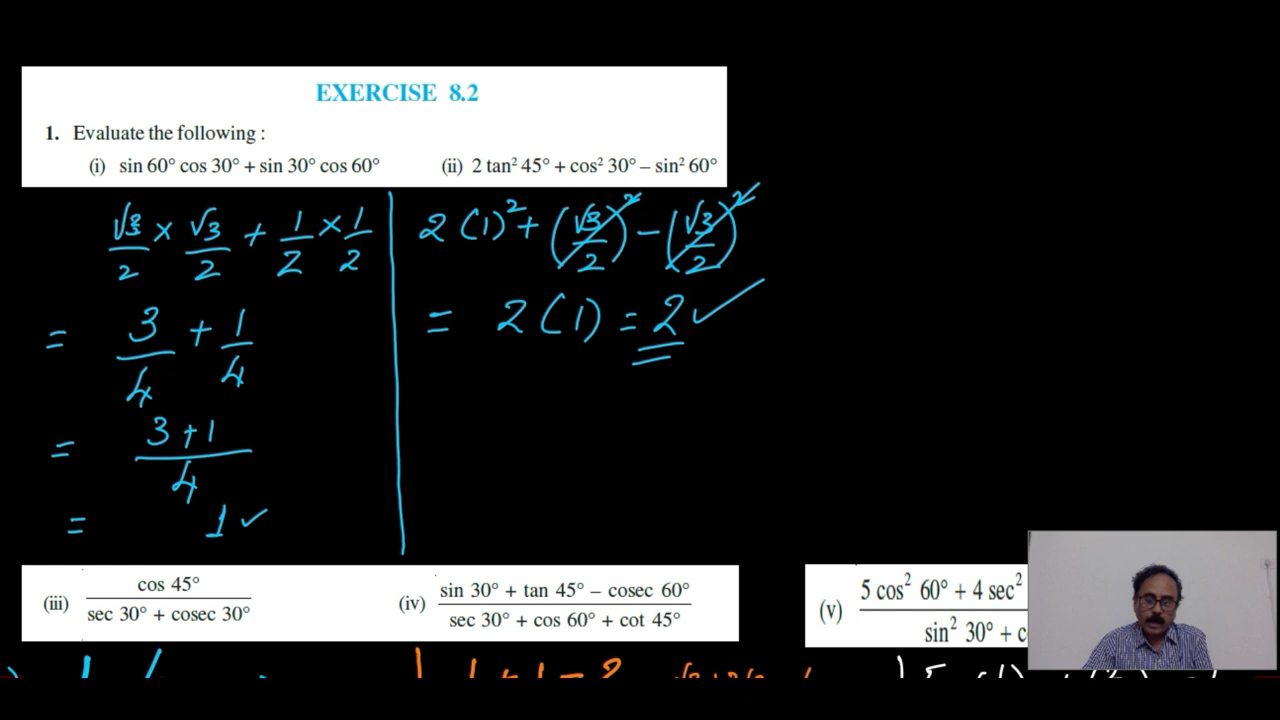 EXERCISE 8.2
1. Evaluate the following :
(i) sin 60° cos 30° + sin 30° cos 60° (ii) 2 tan² 45° + cos² 30° – sin² 60°
√3/2 × √3/2 + 1/2 × 1/2
= 3/4 + 1/4
= 3+1/4
= 1 ✓
2 (1)² + (√3/2)² − (√3/2)²
= 2 (1) = 2 ✓
(iii) cos 45° / sec 30° + cosec 30°
(iv) sin 30° + tan 45° – cosec 60° / sec 30° + cos 60° + cot 45°
(v) 5 cos² 60° + 4 sec² / sin² 30° + c